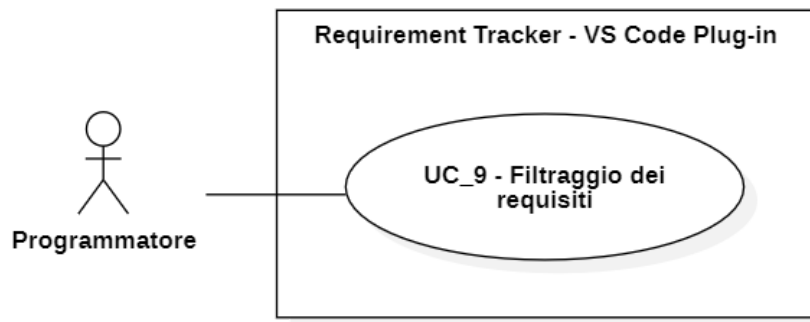 Requirement Tracker - VS Code Plug-in
UC_9 - Filtraggio dei
requisiti
Programmatore